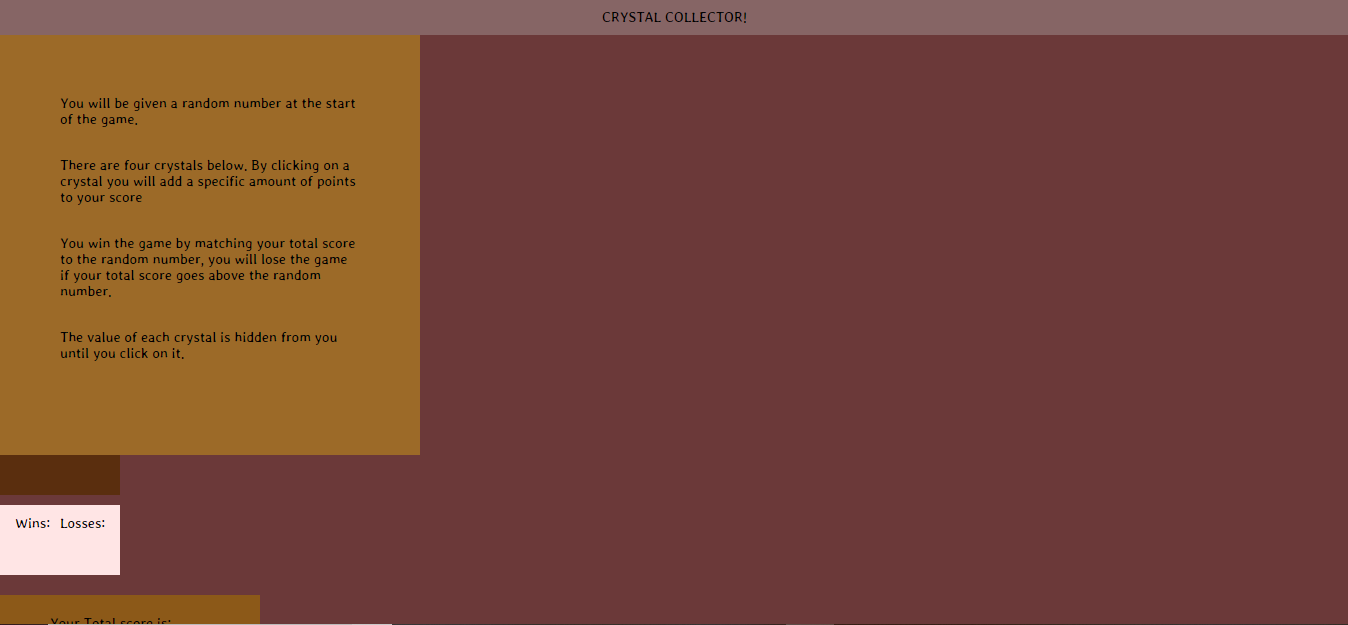 CRYSTAL COLLECTOR!
You will be given a random number at the start
of the game.
There are four crystals below. By clicking on a
crystal you will add a specific amount of points
to your score
You win the game by matching your total score
to the random number, you will lose the game
if your total score goes above the random
number.
The value of each crystal is hidden from you
until you click on it.
Wins: Losses:
Your Total score is: